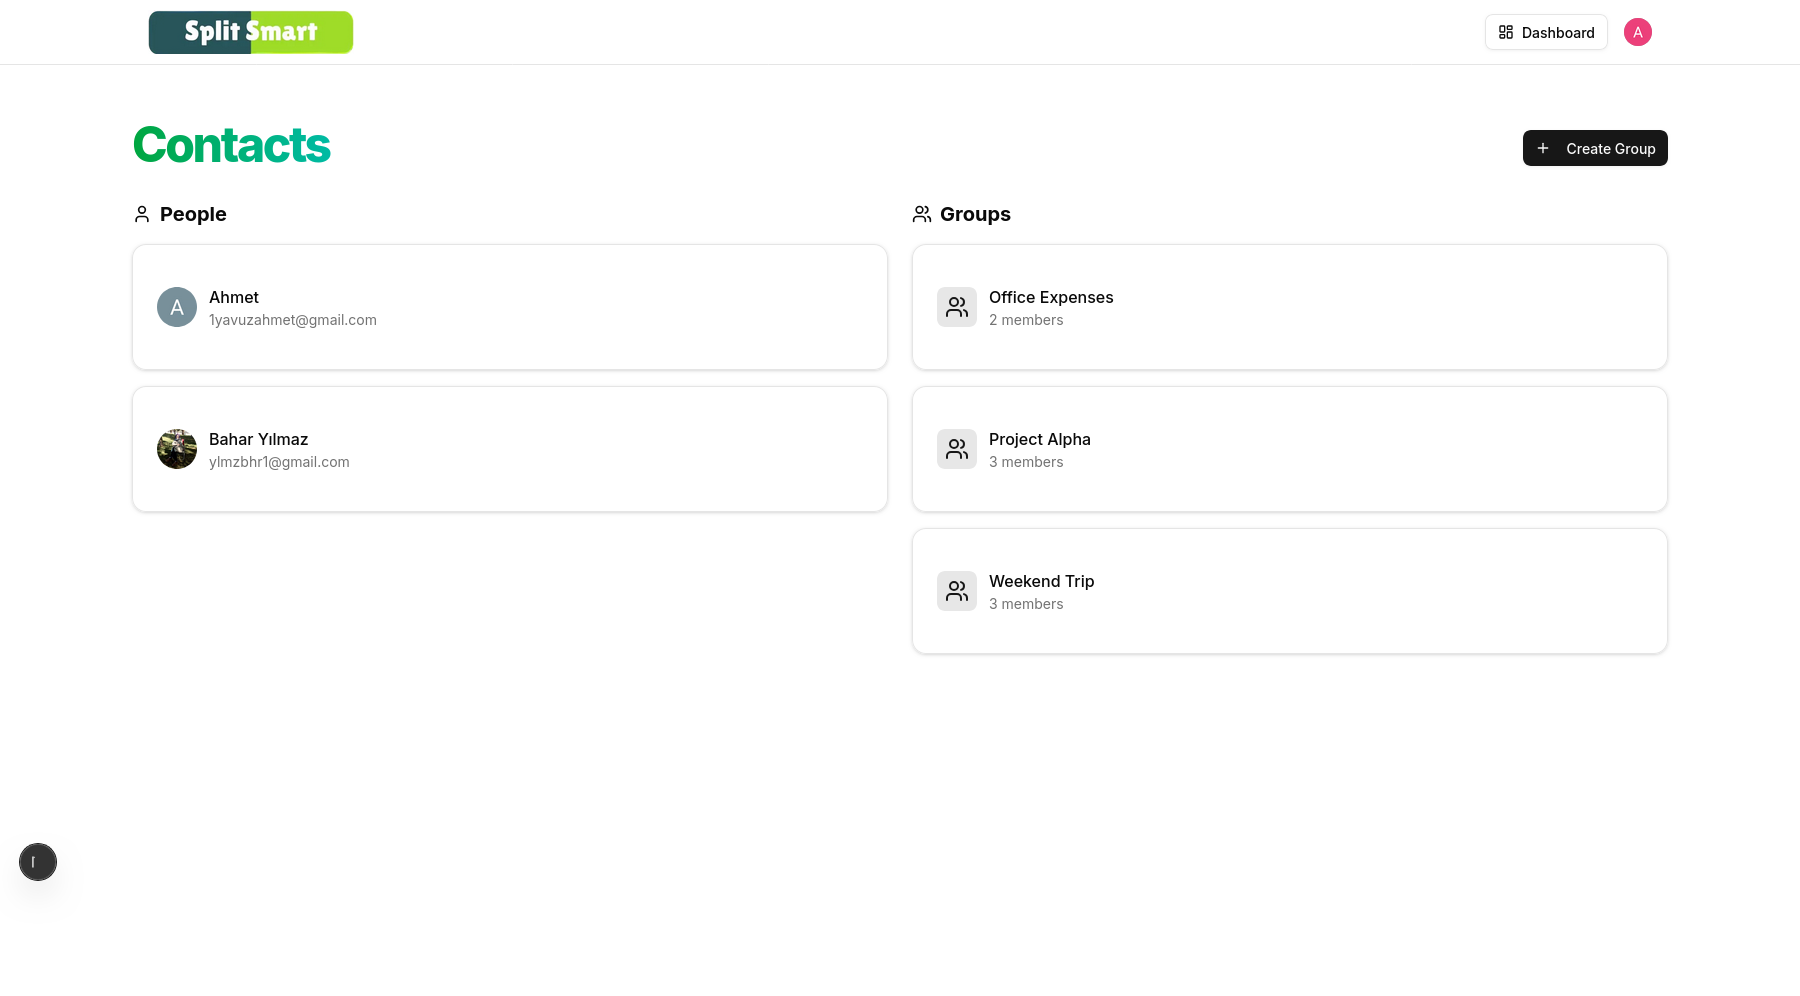 Split Smart
Dashboard
A
Contacts
Create Group
People
Groups
A
Ahmet
1yavuzahmet@gmail.com
Office Expenses
2 members
Bahar Yılmaz
ylmzbhr1@gmail.com
Project Alpha
3 members
Weekend Trip
3 members